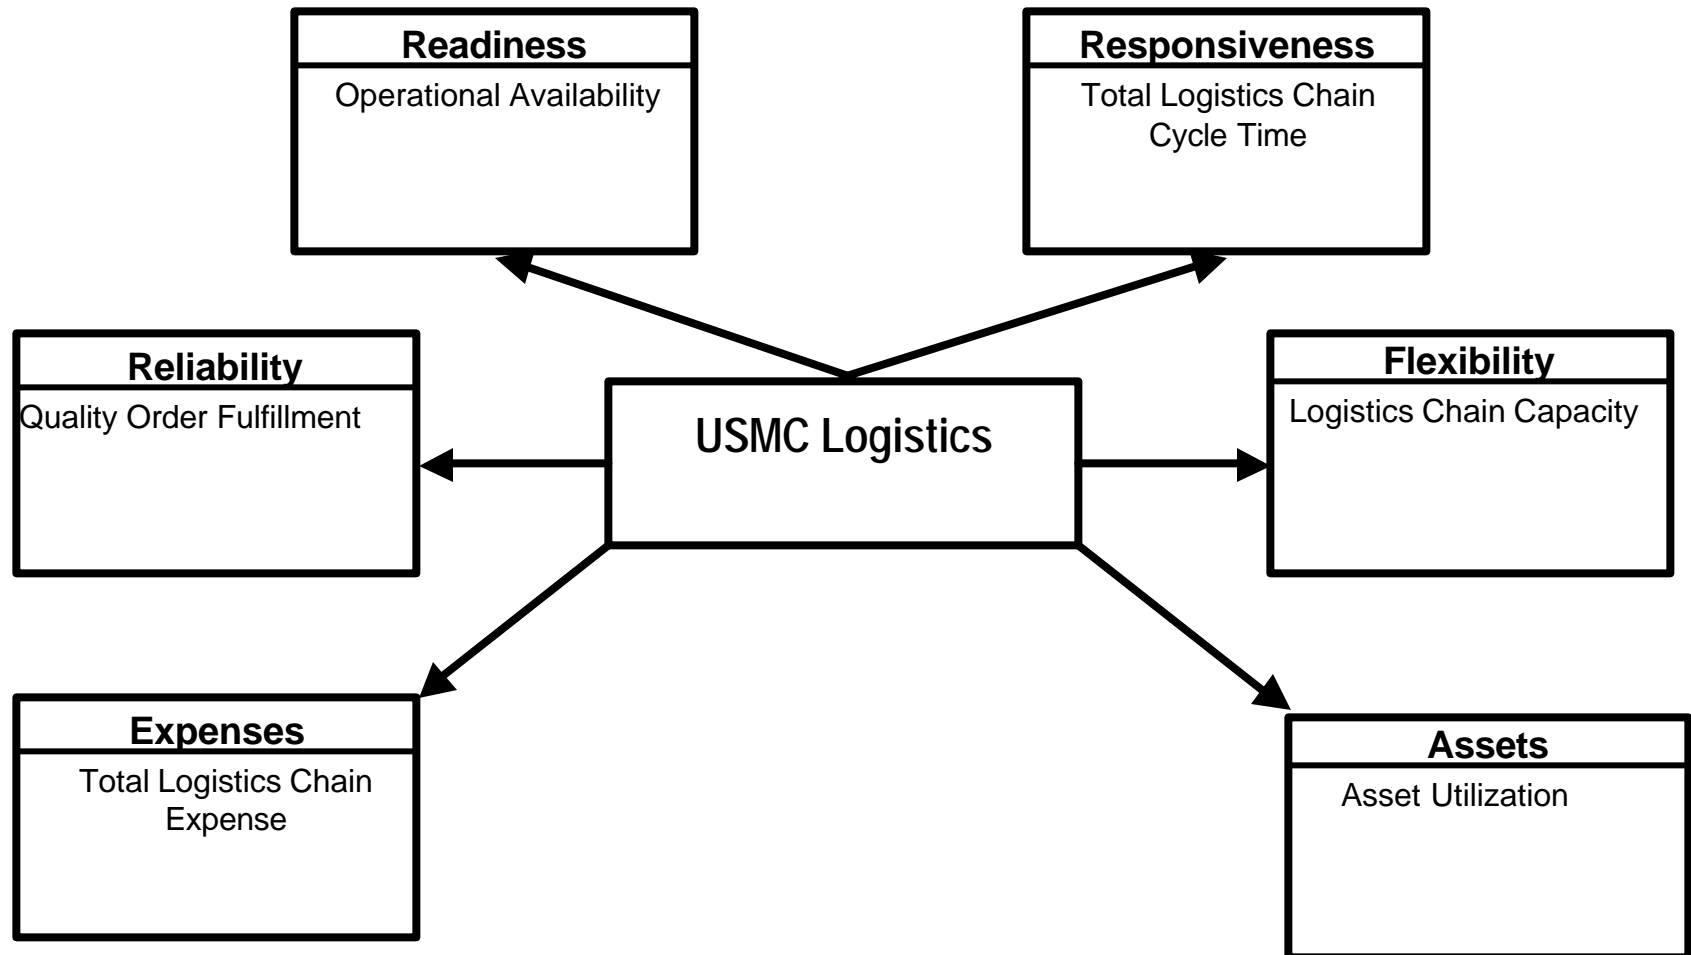 Readiness
Operational Availability
Responsiveness
Total Logistics Chain
Cycle Time
Reliability
Quality Order Fulfillment
USMC Logistics
Flexibility
Logistics Chain Capacity
Expenses
Total Logistics Chain
Expense
Assets
Asset Utilization